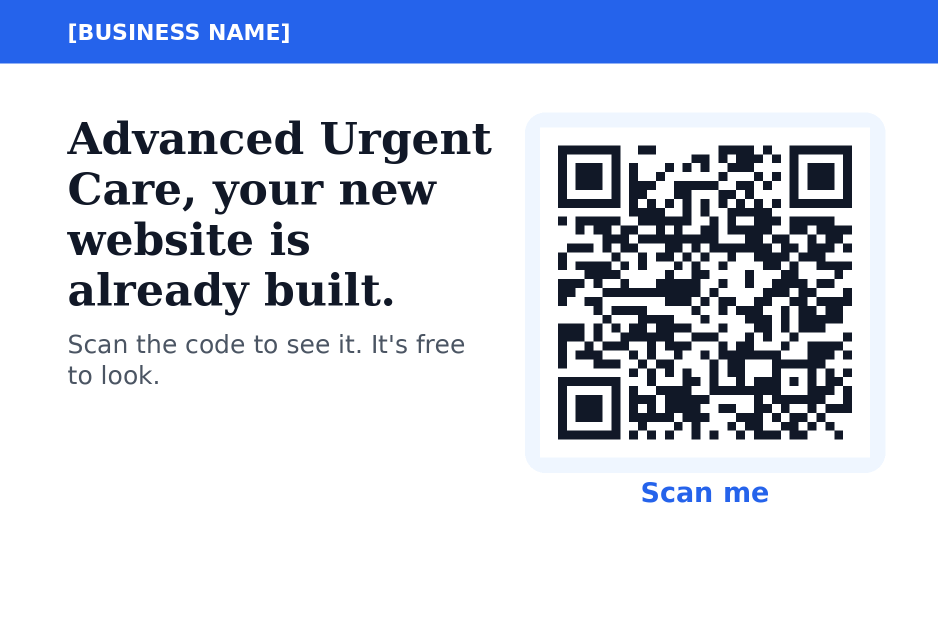 [BUSINESS NAME]
Advanced Urgent
Care, your new
website is
already built.
Scan the code to see it. It's free
to look.
Scan me